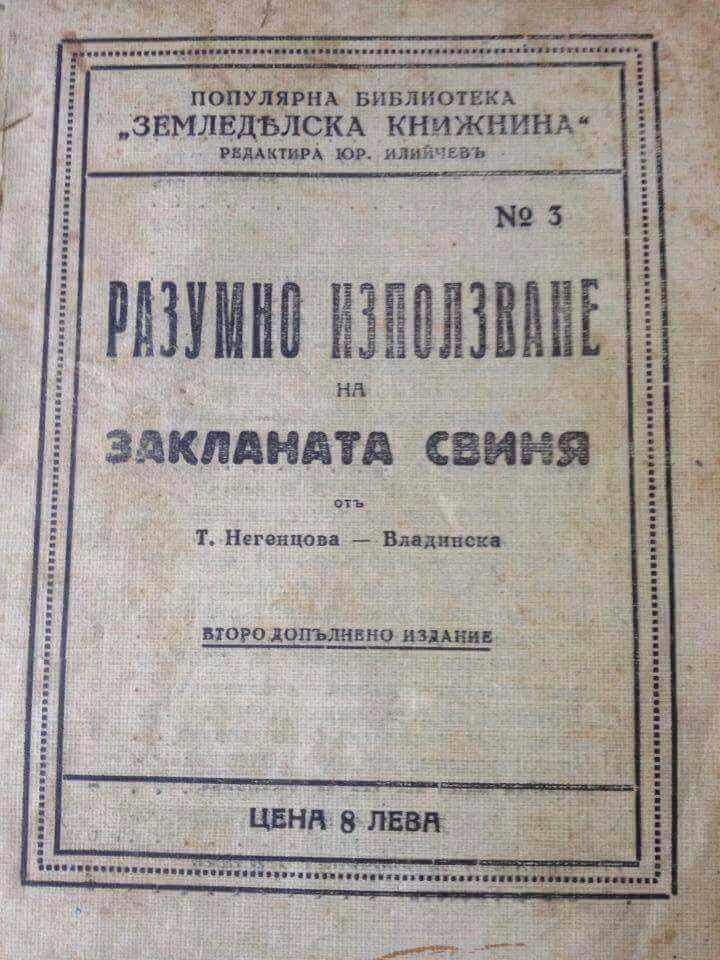 ПОПУЛЯРНА БИБЛИОТЕКА
„ЗЕМЛЕДѢЛСКА КНИЖНИНА“
РЕДАКТИРА ЮР. ИЛИЙЧЕВЪ
№ 3
РАЗУМНО ИЗПОЛЗВАНЕ
НА
ЗАКЛАНАТА СВИНЯ
отъ
Т. Негенцова — Владинска
ВТОРО ДОПЪЛНЕНО ИЗДАНИЕ
ЦЕНА 8 ЛЕВА